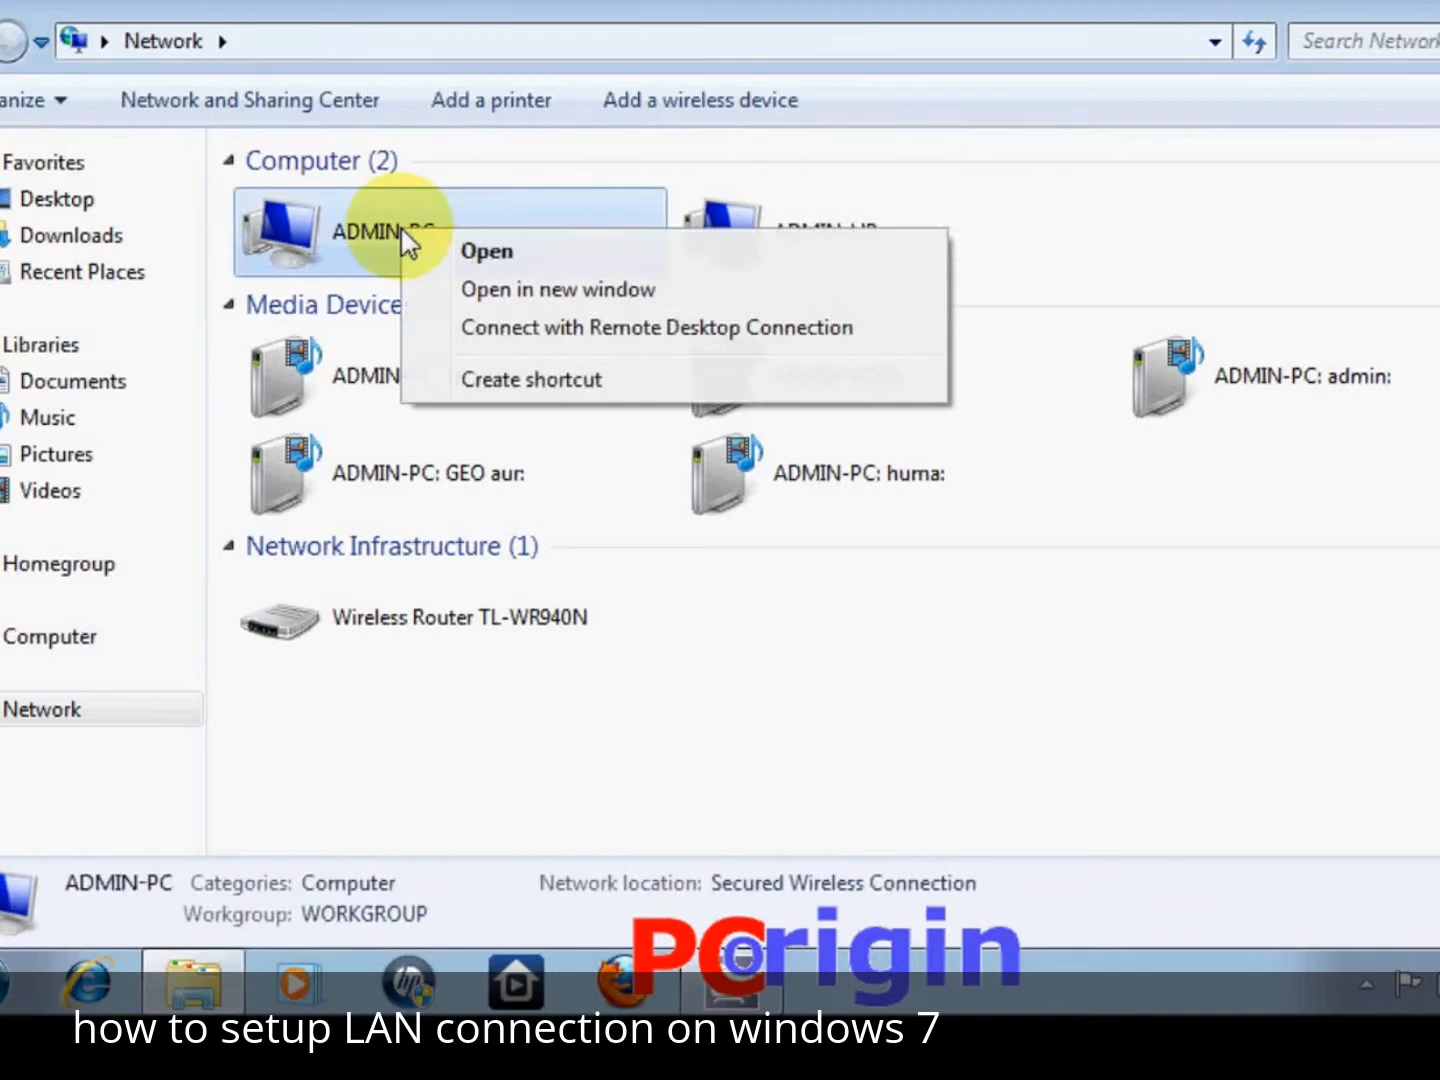 Network
Search Network
anize
Network and Sharing Center
Add a printer
Add a wireless device
Favorites
Desktop
Downloads
Recent Places
Libraries
Documents
Music
Pictures
Videos
Homegroup
Computer
Network
Computer (2)
ADMIN-PC
Open
Open in new window
Connect with Remote Desktop Connection
Create shortcut
Media Device
ADMIN
ADMIN-PC: admin:
ADMIN-PC: GEO aur:
ADMIN-PC: huma:
Network Infrastructure (1)
Wireless Router TL-WR940N
ADMIN-PC Categories: Computer
Network location: Secured Wireless Connection
Workgroup: WORKGROUP
PCorigin
how to setup LAN connection on windows 7